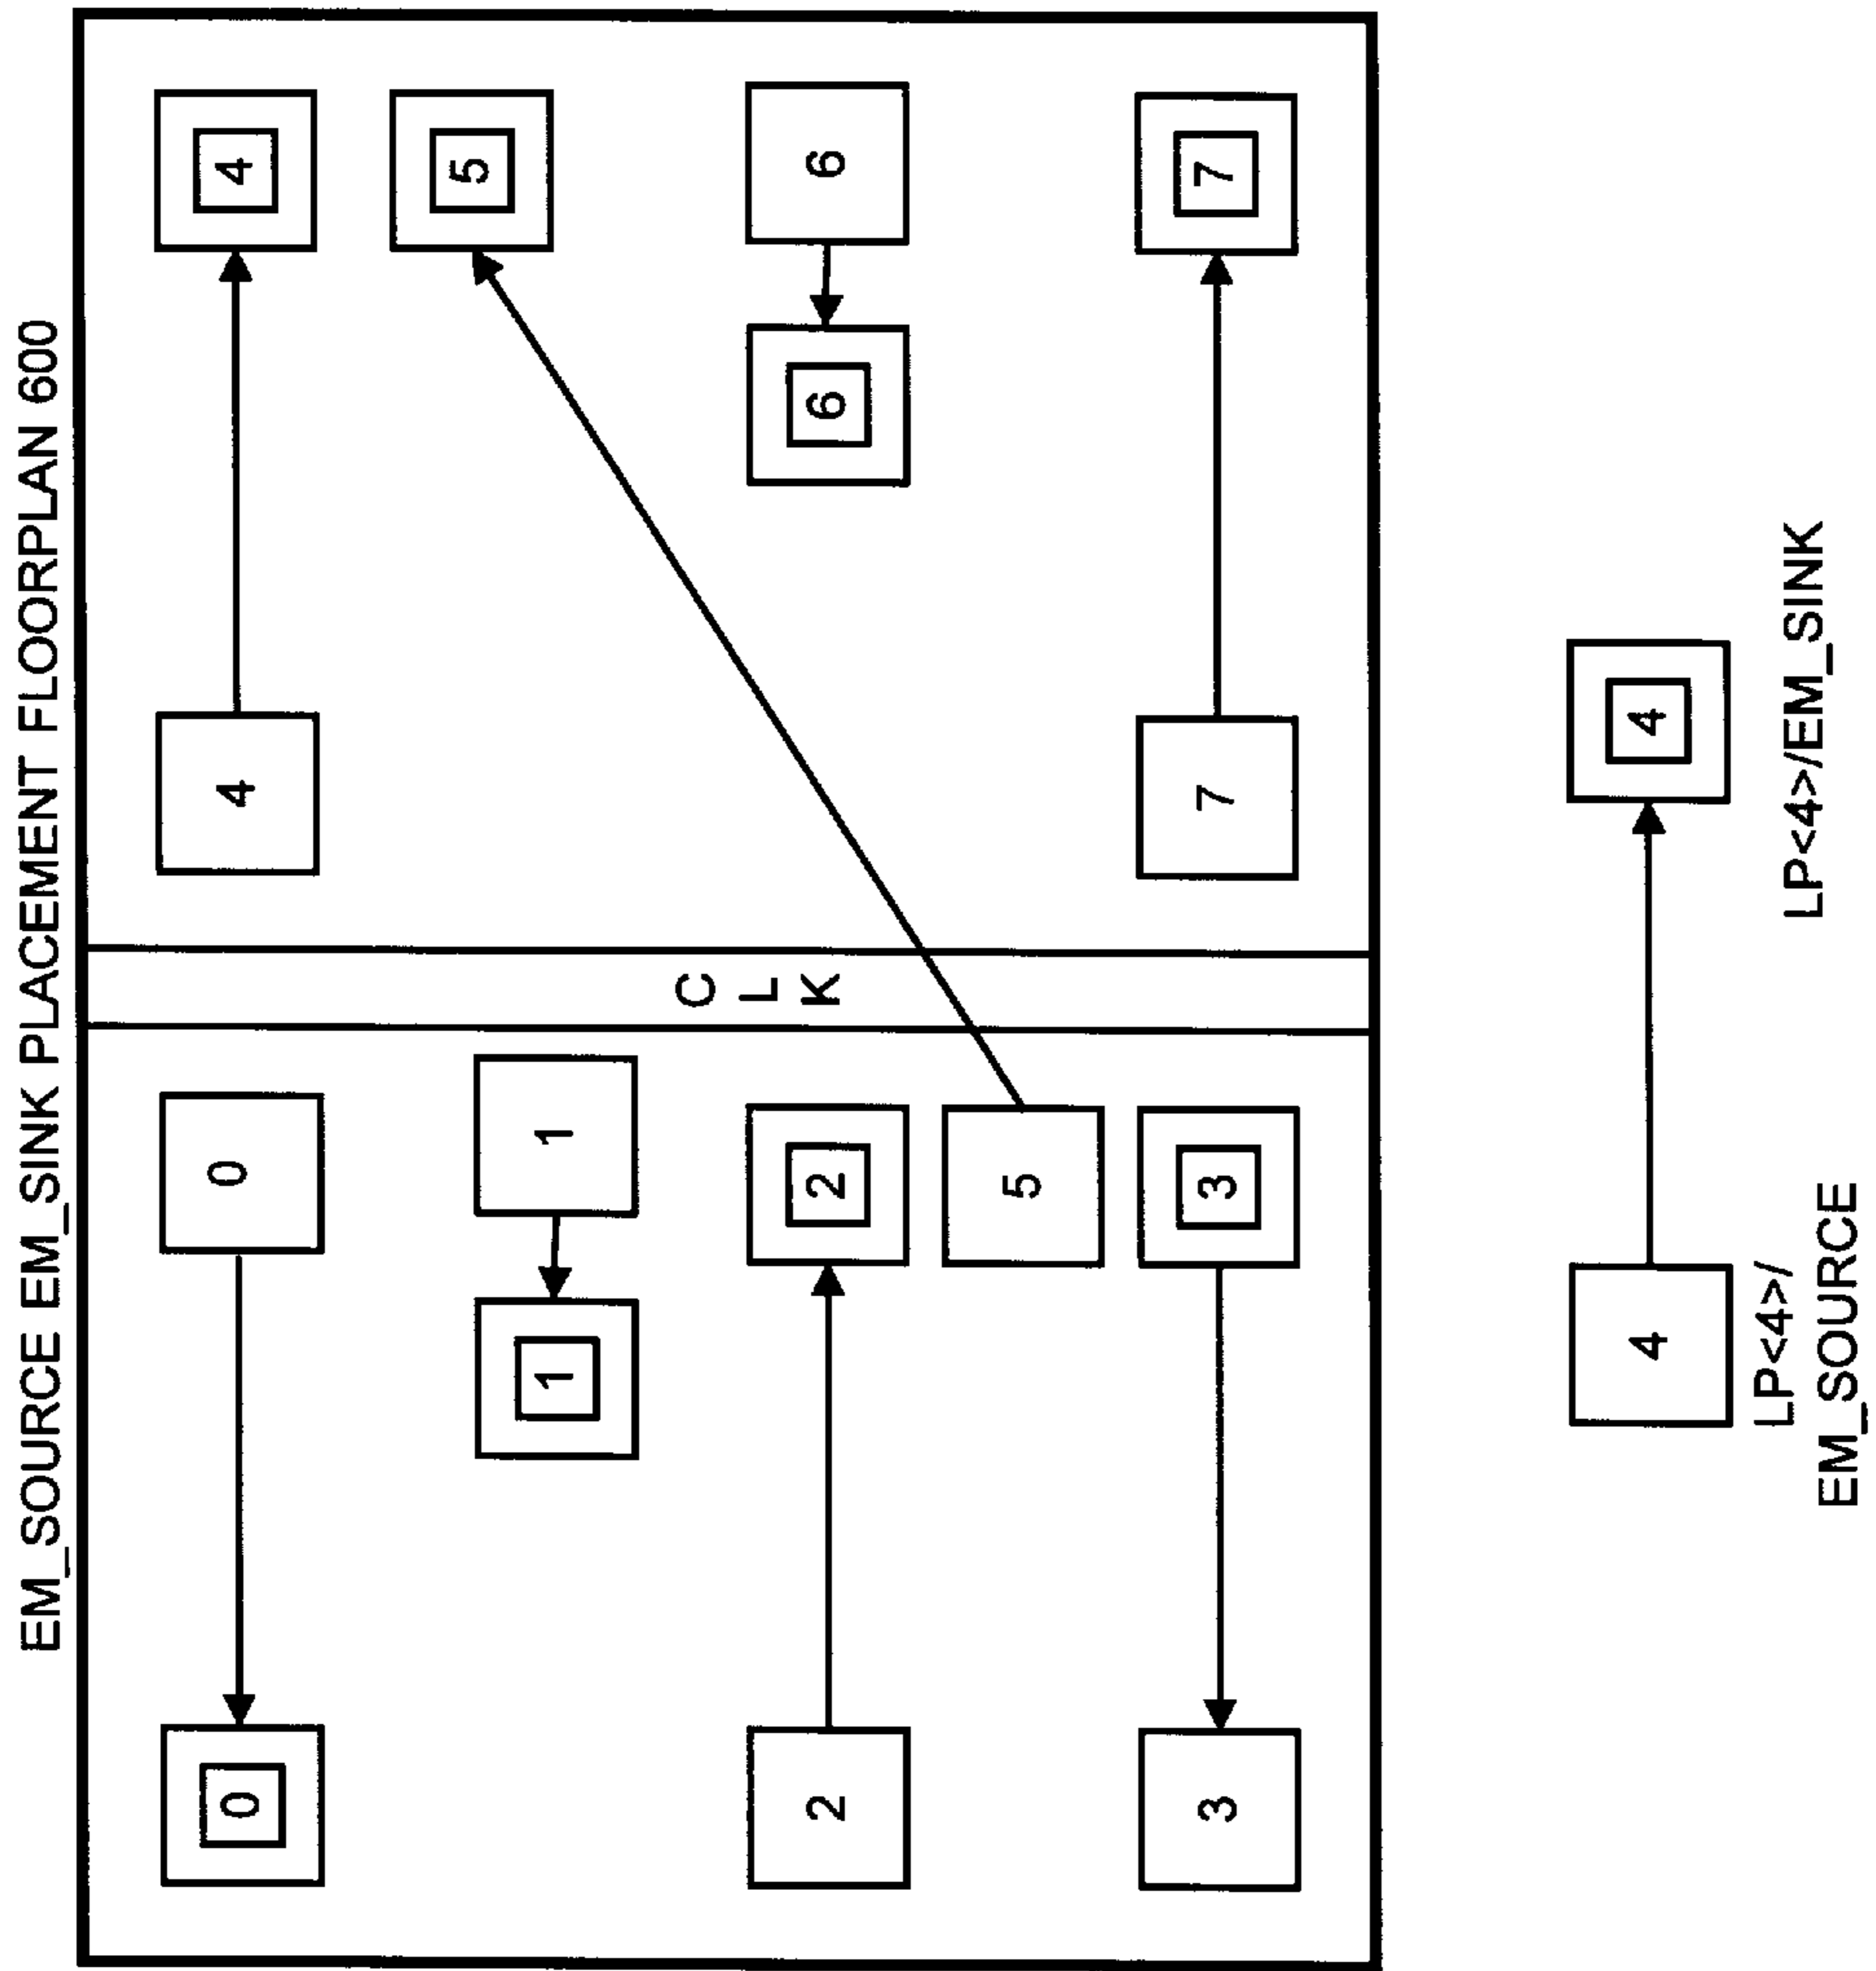 EM_SOURCE EM_SINK PLACEMENT FLOORPLAN 600
0
0
4
4
5
1
1
C
L
K
2
2
6
6
5
3
3
7
7
4
4
LP<4>/
EM_SOURCE
LP<4>/EM_SINK